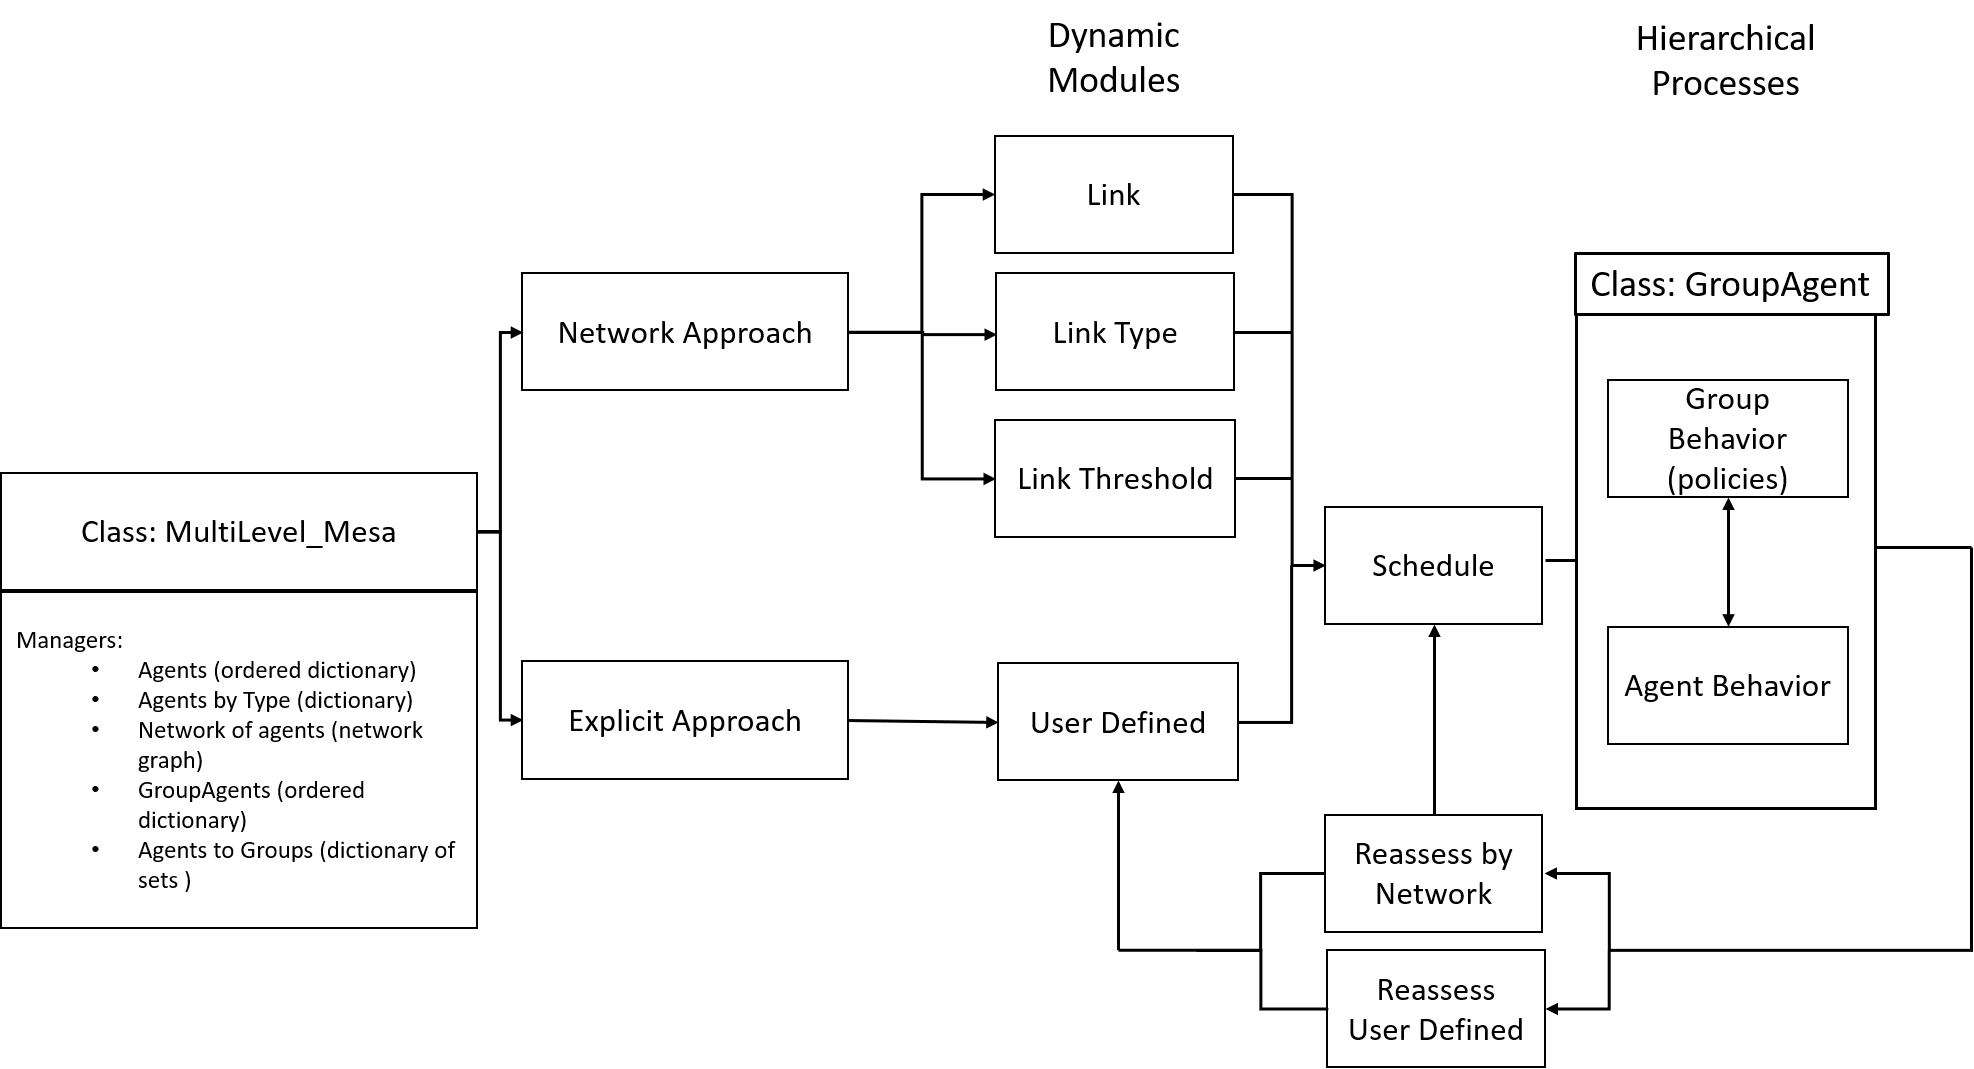 Dynamic
Modules
Hierarchical
Processes
Link
Class: GroupAgent
Network Approach
Link Type
Group
Behavior
(policies)
Link Threshold
Class: MultiLevel_Mesa
Schedule
Managers:
• Agents (ordered dictionary)
• Agents by Type (dictionary)
• Network of agents (network
graph)
• GroupAgents (ordered
dictionary)
• Agents to Groups (dictionary of
sets )
Explicit Approach
User Defined
Agent Behavior
Reassess by
Network
Reassess
User Defined